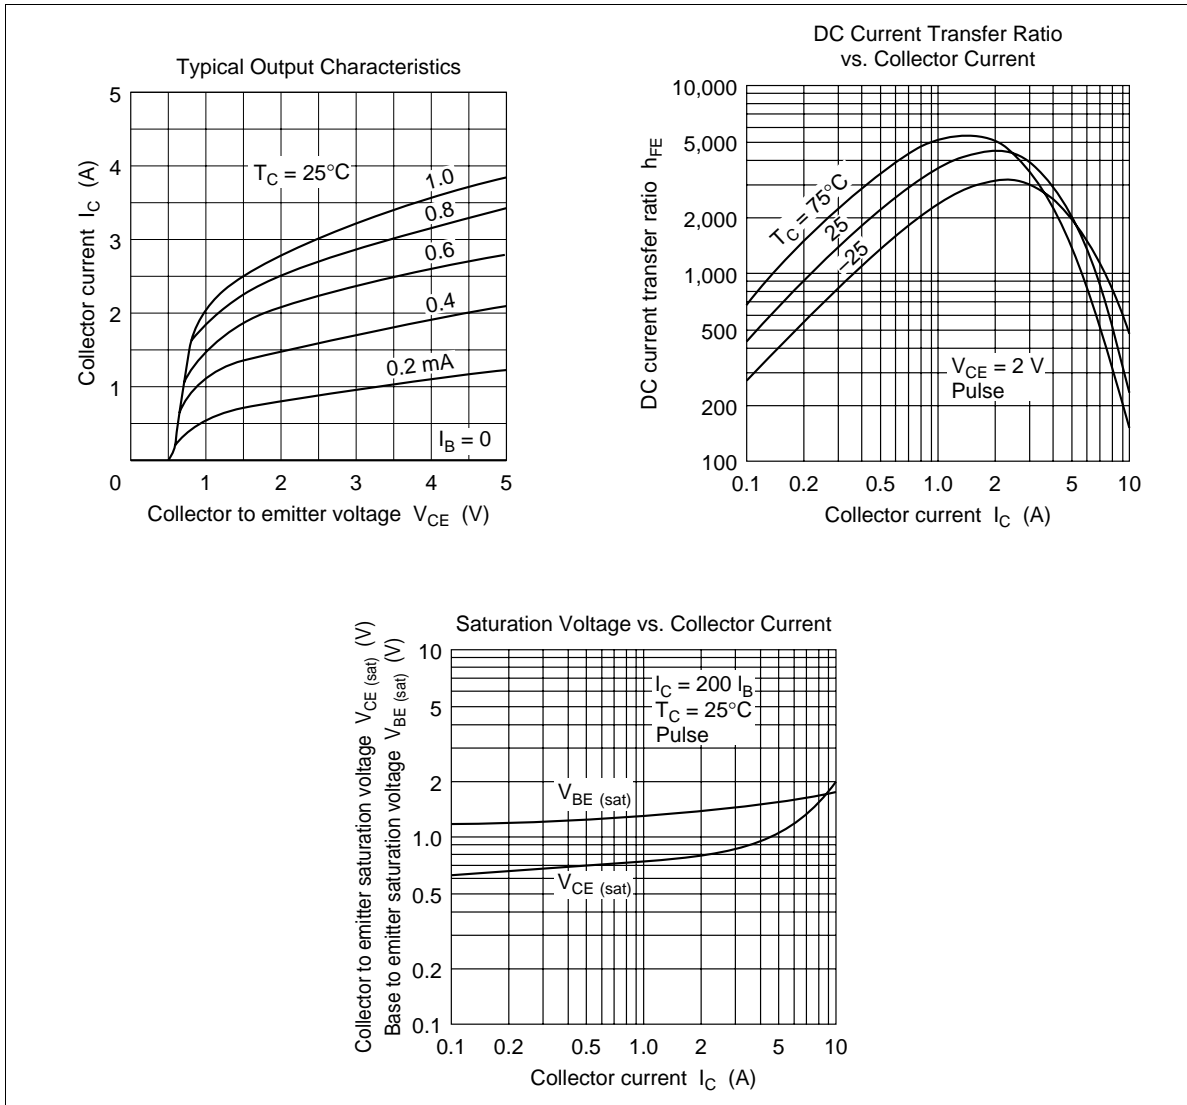 Typical Output Characteristics
5
4
3
2
1
0
1
2
3
4
5
Collector current I_C (A)
T_C = 25°C
1.0
0.8
0.6
0.4
0.2 mA
I_B = 0
Collector to emitter voltage V_CE (V)
DC Current Transfer Ratio
vs. Collector Current
10,000
5,000
2,000
1,000
500
200
100
0.1
0.2
0.5
1.0
2
5
10
DC current transfer ratio h_FE
T_C = 75°C
25
–25
V_CE = 2 V
Pulse
Collector current I_C (A)
Saturation Voltage vs. Collector Current
Collector to emitter saturation voltage V_CE (sat) (V)
Base to emitter saturation voltage V_BE (sat) (V)
10
5
2
1.0
0.5
0.2
0.1
0.1
0.2
0.5
1.0
2
5
10
I_C = 200 I_B
T_C = 25°C
Pulse
V_BE (sat)
V_CE (sat)
Collector current I_C (A)